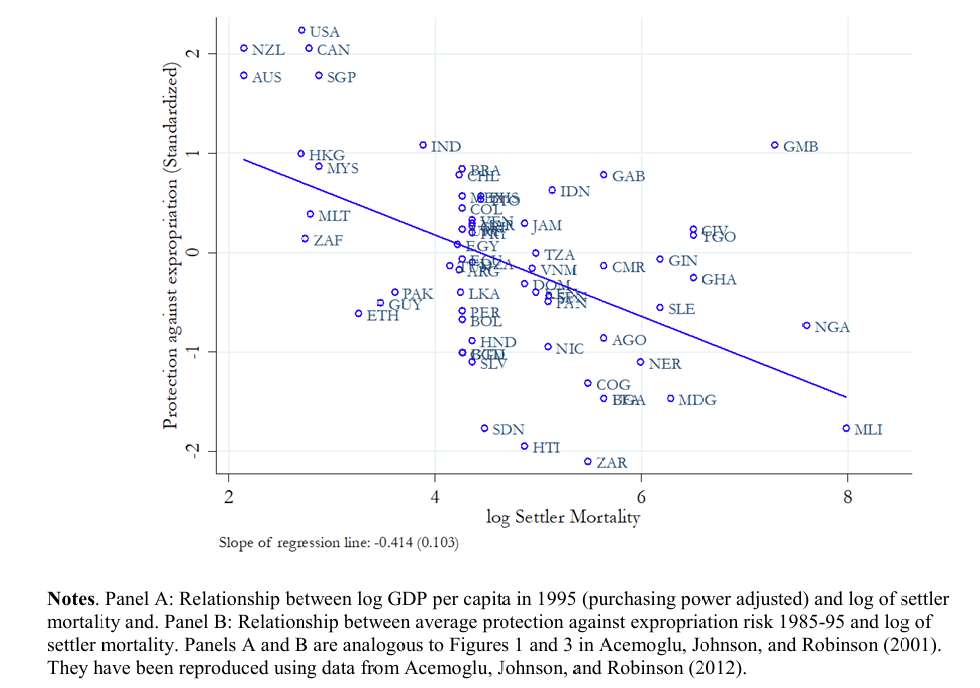 USA
NZL
CAN
AUS
SGP
HKG
MYS
IND
GMB
BRA
CHL
GAB
IDN
COL
MLT
JAM
ZAF
VEN
CIV
TGO
EGY
ECU
TZA
GIN
VNM
CMR
ARG
GHA
DOM
PAK
LKA
GUY
SLE
ETH
PER
BOL
NGA
HND
NIC
AGO
SLV
NER
COG
MDG
SDN
MLI
HTI
ZAR
2
1
0
-1
-2
Protection against expropriation (Standardized)
2 4 6 8
log Settler Mortality
Slope of regression line: -0.414 (0.103)
Notes. Panel A: Relationship between log GDP per capita in 1995 (purchasing power adjusted) and log of settler
mortality and. Panel B: Relationship between average protection against expropriation risk 1985-95 and log of
settler mortality. Panels A and B are analogous to Figures 1 and 3 in Acemoglu, Johnson, and Robinson (2001).
They have been reproduced using data from Acemoglu, Johnson, and Robinson (2012).